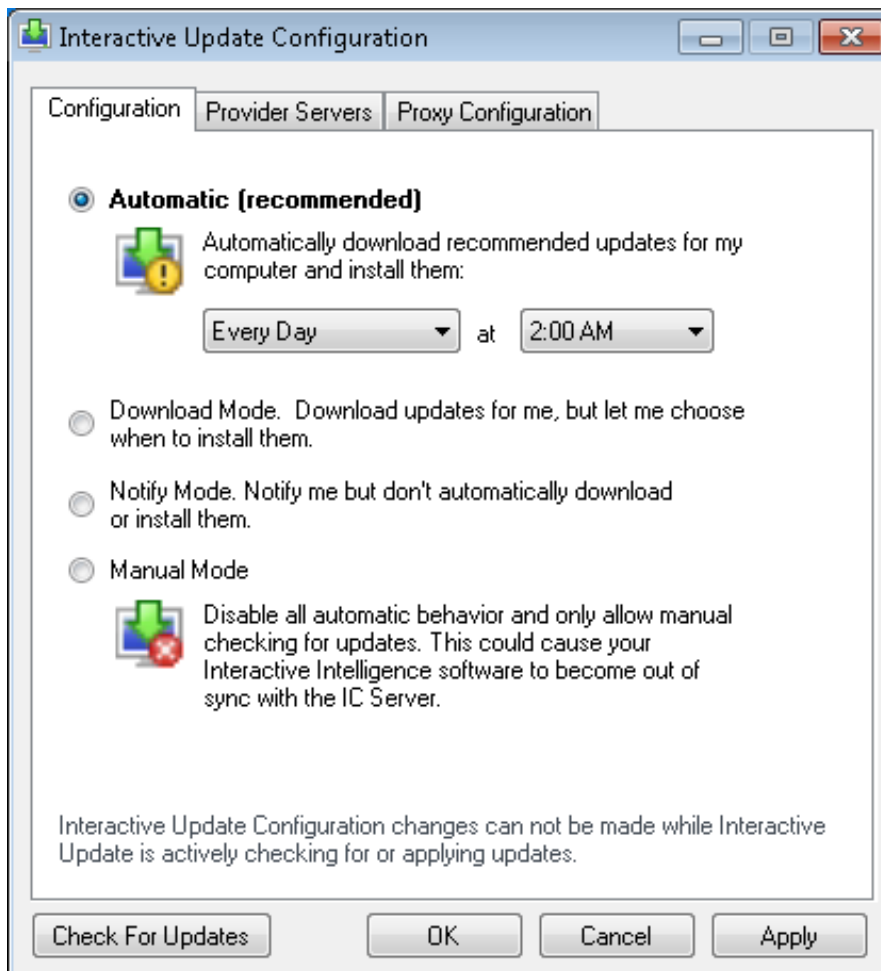 Interactive Update Configuration
Configuration
Provider Servers
Proxy Configuration
Automatic (recommended)
Automatically download recommended updates for my
computer and install them:
Every Day at 2:00 AM
Download Mode.  Download updates for me, but let me choose
when to install them.
Notify Mode. Notify me but don't automatically download
or install them.
Manual Mode
Disable all automatic behavior and only allow manual
checking for updates. This could cause your
Interactive Intelligence software to become out of
sync with the IC Server.
Interactive Update Configuration changes can not be made while Interactive
Update is actively checking for or applying updates.
Check For Updates
OK
Cancel
Apply